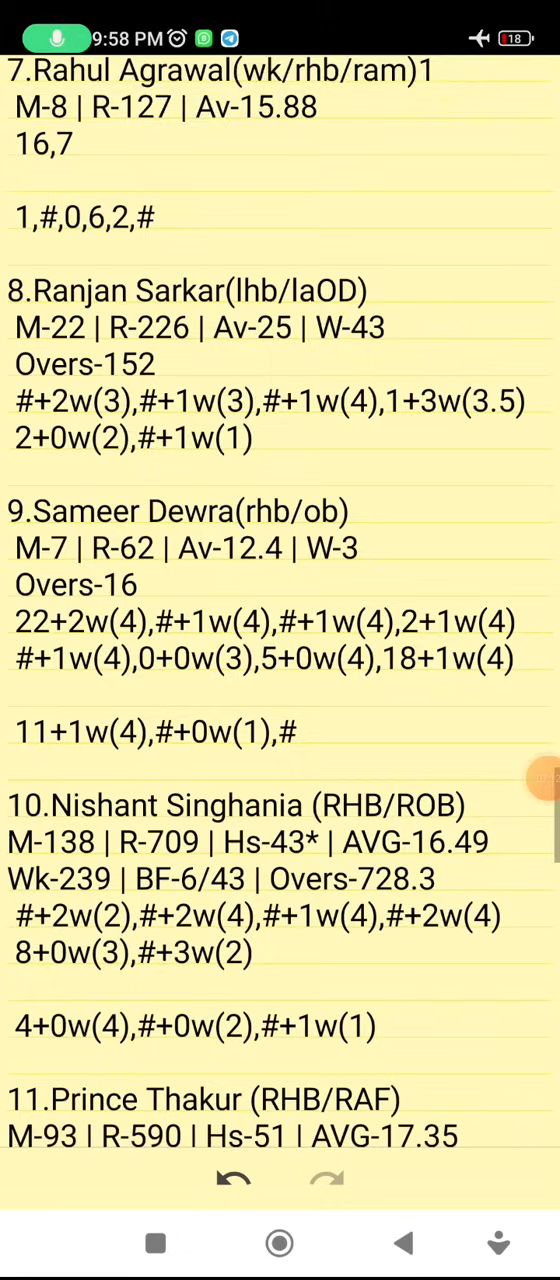 9:58 PM
18
7.Rahul Agrawal(wk/rhb/ram)1
M-8 | R-127 | Av-15.88
16,7
1,#,0,6,2,#
8.Ranjan Sarkar(lhb/laOD)
M-22 | R-226 | Av-25 | W-43
Overs-152
#+2w(3),#+1w(3),#+1w(4),1+3w(3.5)
2+0w(2),#+1w(1)
9.Sameer Dewra(rhb/ob)
M-7 | R-62 | Av-12.4 | W-3
Overs-16
22+2w(4),#+1w(4),#+1w(4),2+1w(4)
#+1w(4),0+0w(3),5+0w(4),18+1w(4)
11+1w(4),#+0w(1),#
10.Nishant Singhania (RHB/ROB)
M-138 | R-709 | Hs-43* | AVG-16.49
Wk-239 | BF-6/43 | Overs-728.3
#+2w(2),#+2w(4),#+1w(4),#+2w(4)
8+0w(3),#+3w(2)
4+0w(4),#+0w(2),#+1w(1)
11.Prince Thakur (RHB/RAF)
M-93 | R-590 | Hs-51 | AVG-17.35